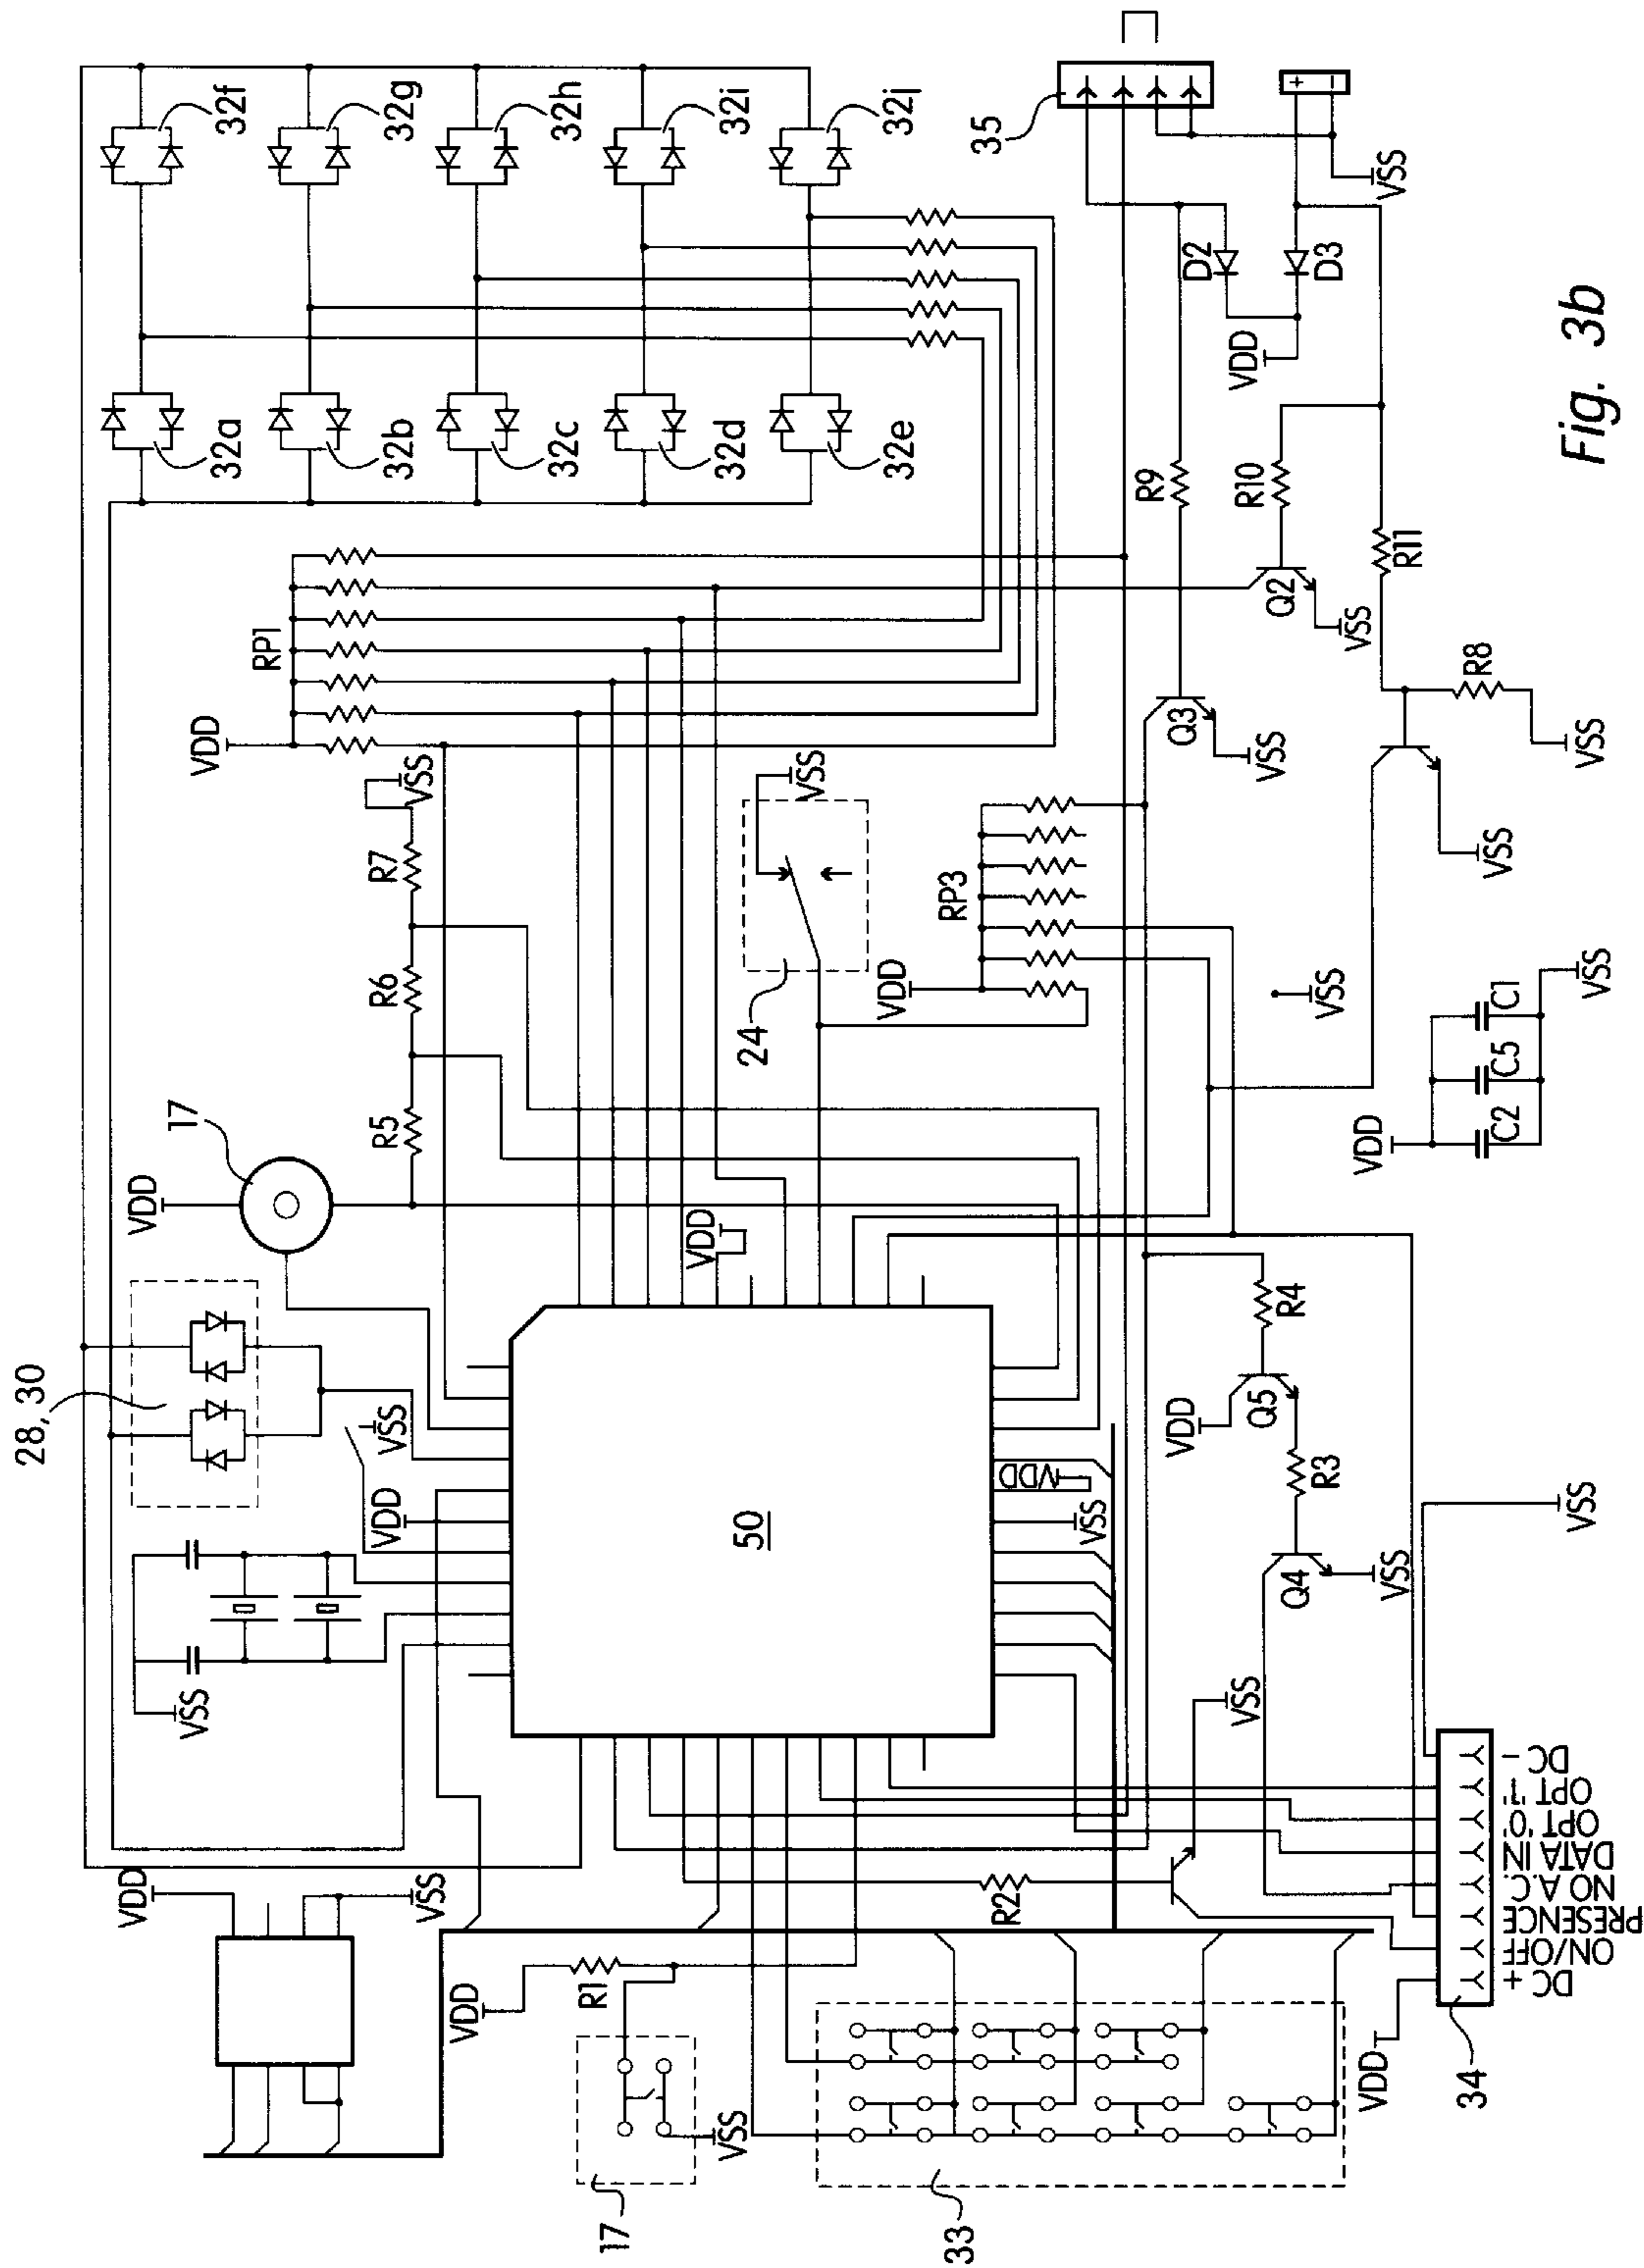 28, 30
17
VDD
VDD
VSS
VDD
VSS
VSS
VDD
R5
R6
R7
VSS
VDD
RP1
32a
32b
32c
32d
32e
32f
32g
32h
32i
32j
50
VDD
24
VSS
VDD
RP3
VDD
VSS
VDD
R1
17
VSS
33
R2
VSS
VDD
Q5
R4
R3
Q4
VSS
VSS
Q3
VSS
R9
Q2
VSS
R10
R11
R8
VSS
VSS
VSS
VDD
C2
C5
C1
VSS
35
D2
D3
VDD
+
−
VSS
VDD
34
DC+
ON/OFF
PRESENCE
NO A.C.
DATA IN
OPT '0'
OPT '1'
DC-
Fig. 3b